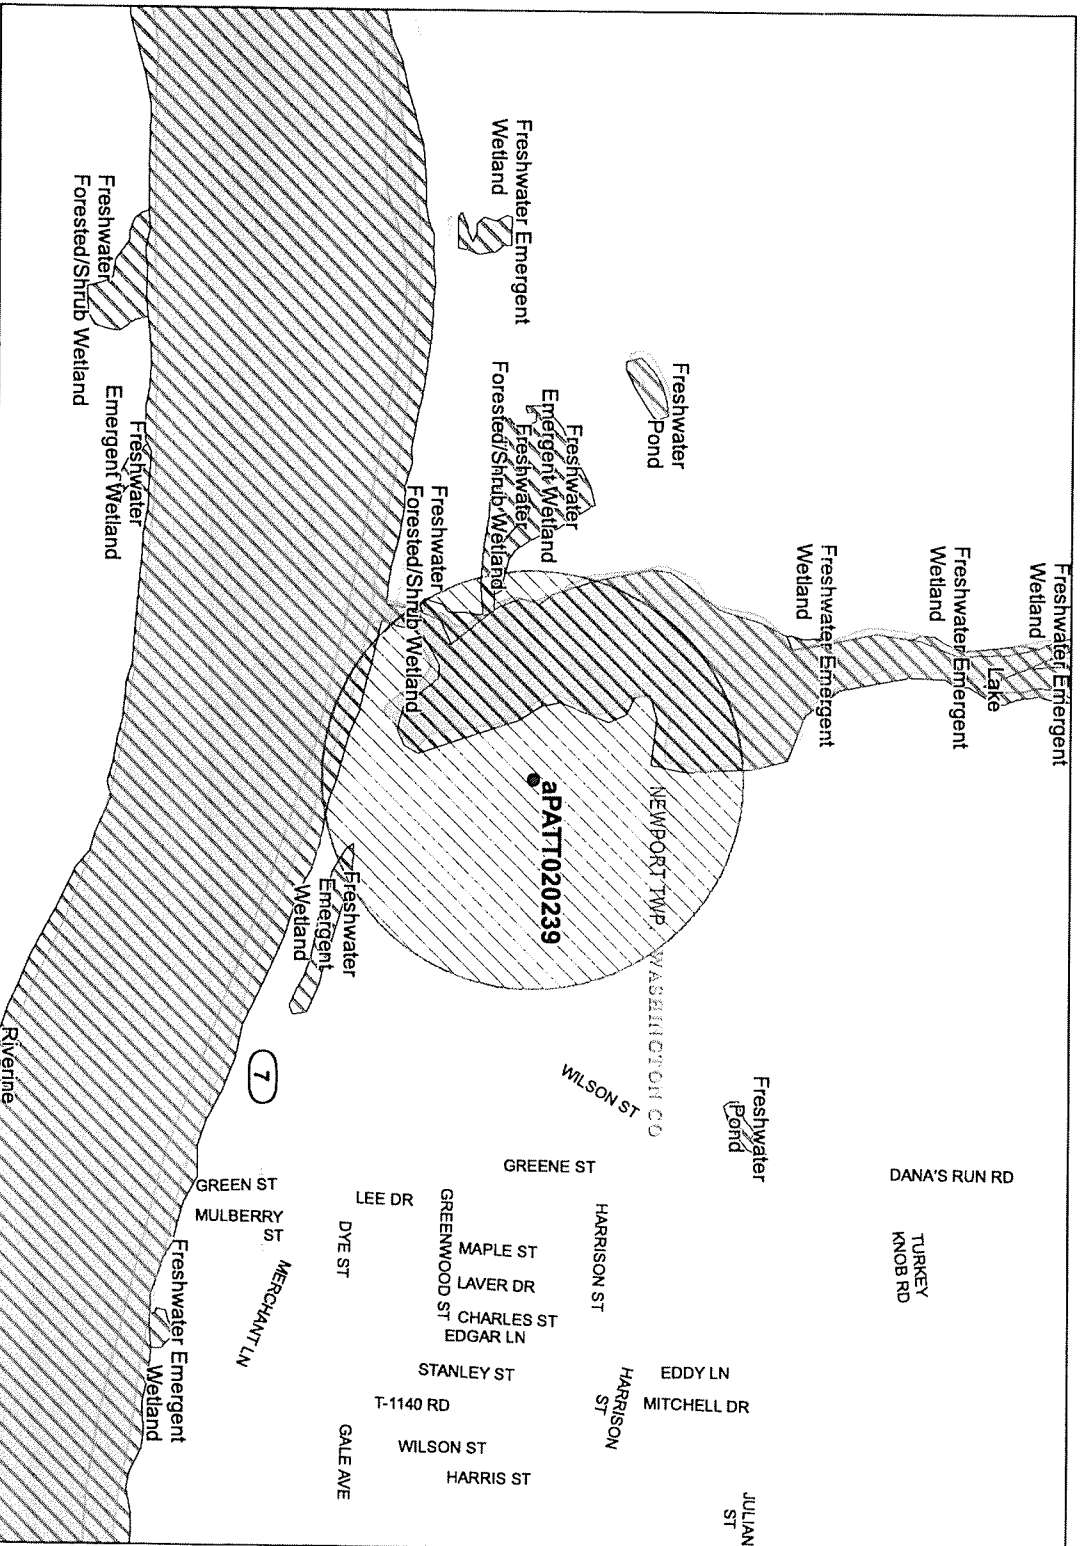 Freshwater Emergent
Wetland
Lake
Freshwater Emergent
Wetland
Freshwater Emergent
Wetland
Freshwater
Pond
Freshwater Emergent
Wetland
Freshwater
Emergent Wetland
Freshwater
Forested/Shrub Wetland
Freshwater
Forested/Shrub Wetland
Freshwater
Forested/Shrub Wetland
Freshwater
Emergent Wetland
aPATT020239
NEWPORT TWP, WASHINGTON CO
Freshwater
Emergent
Wetland
7
Riverine
Freshwater
Pond
WILSON ST
DANA'S RUN RD
TURKEY
KNOB RD
GREENE ST
HARRISON ST
GREEN ST
MULBERRY
ST
LEE DR
DYE ST
GREENWOOD ST
MAPLE ST
LAVER DR
CHARLES ST
EDGAR LN
MERCHANT LN
STANLEY ST
T-1140 RD
HARRISON
ST
EDDY LN
MITCHELL DR
WILSON ST
HARRIS ST
GALE AVE
JULIAN
ST
Freshwater Emergent
Wetland